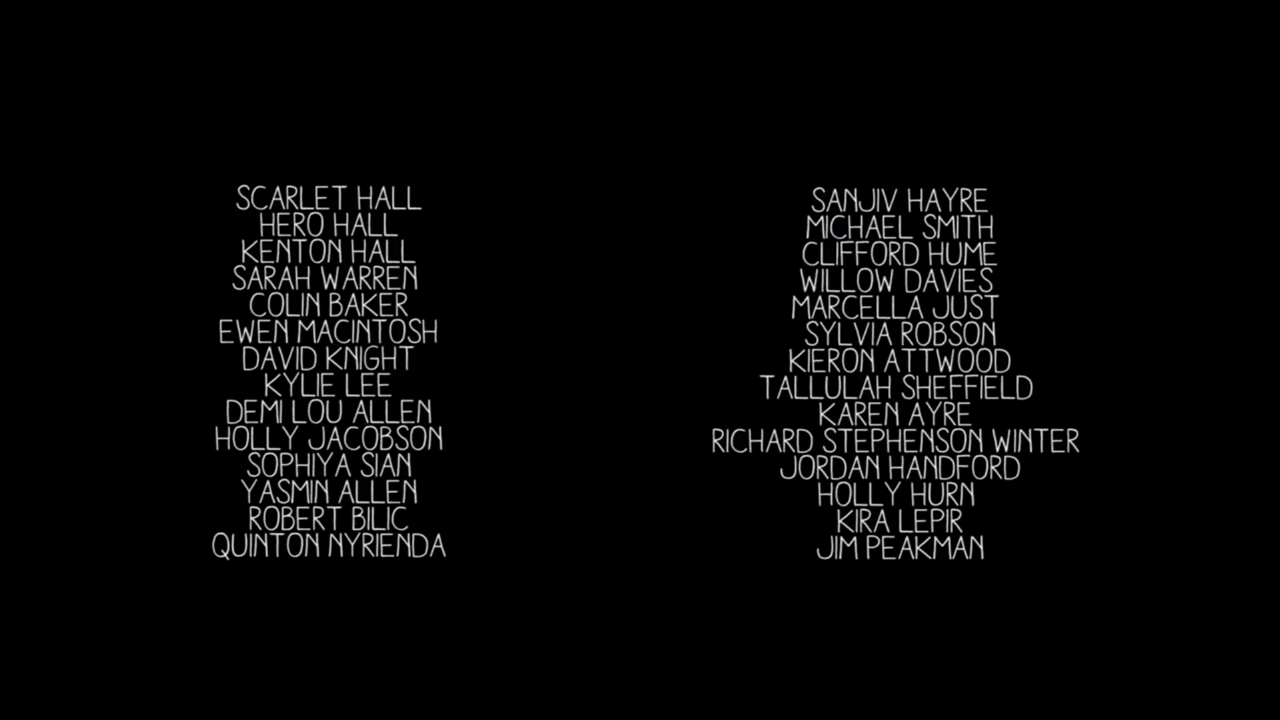 SCARLET HALL
HERO HALL
KENTON HALL
SARAH WARREN
COLIN BAKER
EWEN MACINTOSH
DAVID KNIGHT
KYLIE LEE
DEMI LOU ALLEN
HOLLY JACOBSON
SOPHIYA SIAN
YASMIN ALLEN
ROBERT BILIC
QUINTON NYRIENDA
SANJIV HAYRE
MICHAEL SMITH
CLIFFORD HUME
WILLOW DAVIES
MARCELLA JUST
SYLVIA ROBSON
KIERON ATTWOOD
TALLULAH SHEFFIELD
KAREN AYRE
RICHARD STEPHENSON WINTER
JORDAN HANDFORD
HOLLY HURN
KIRA LEPIR
JIM PEAKMAN